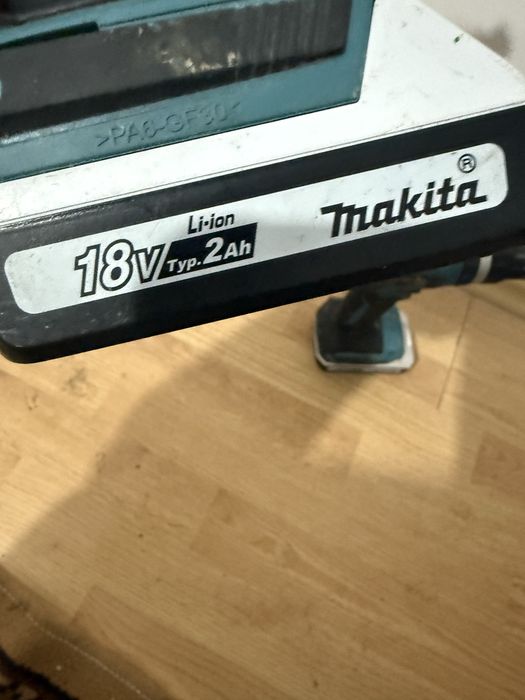 >PA6-GF30<
Li-ion
18V Typ. 2Ah
makita®